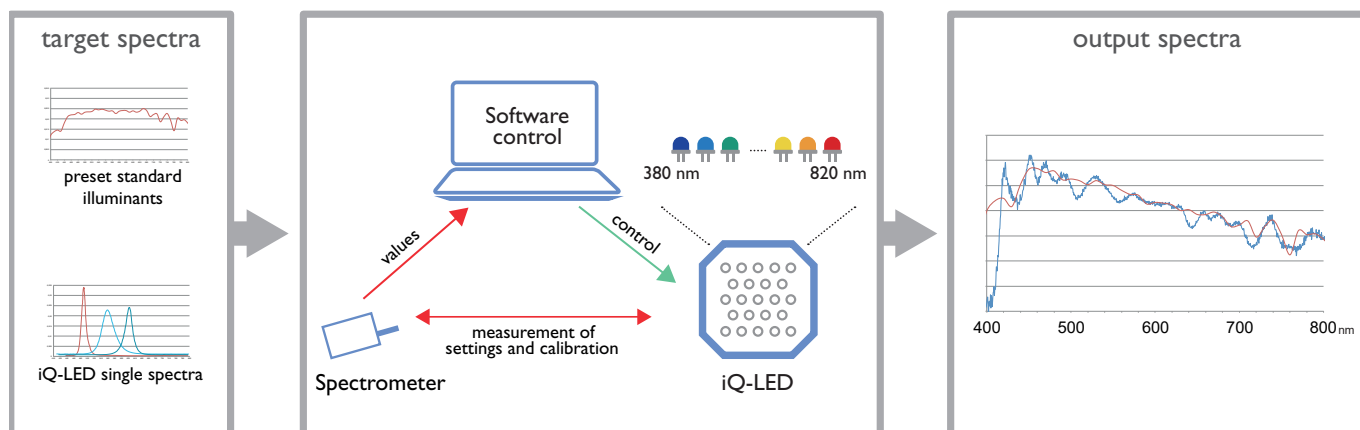 target spectra
preset standard
illuminants
iQ-LED single spectra
Software
control
380 nm
820 nm
values
control
measurement of
settings and calibration
Spectrometer
iQ-LED
output spectra
400 500 600 700 800 nm